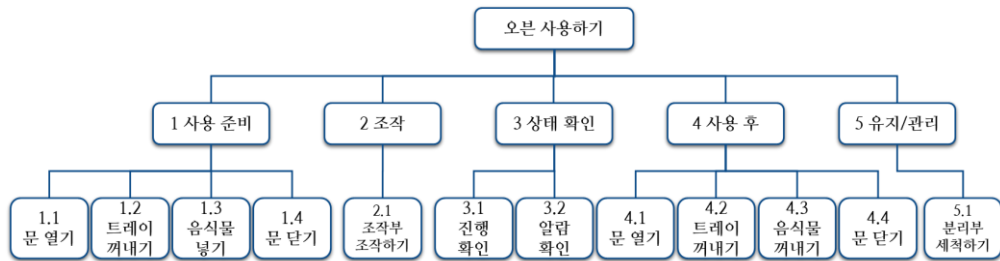 오븐 사용하기
1 사용 준비
2 조작
3 상태 확인
4 사용 후
5 유지/관리
1.1
문 열기
1.2
트레이
꺼내기
1.3
음식물
넣기
1.4
문 닫기
2.1
조작부
조작하기
3.1
진행
확인
3.2
알람
확인
4.1
문 열기
4.2
트레이
꺼내기
4.3
음식물
꺼내기
4.4
문 닫기
5.1
분리부
세척하기